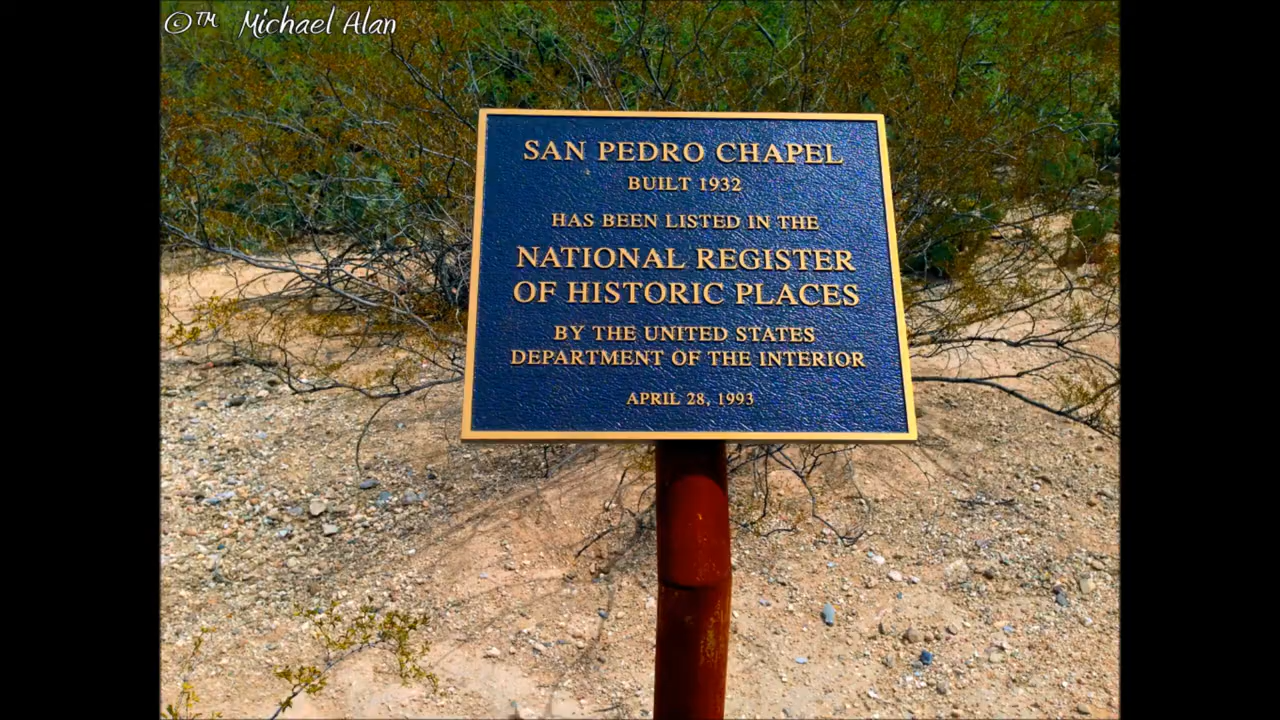 ©™ Michael Alan
SAN PEDRO CHAPEL
BUILT 1932
HAS BEEN LISTED IN THE
NATIONAL REGISTER
OF HISTORIC PLACES
BY THE UNITED STATES
DEPARTMENT OF THE INTERIOR
APRIL 28, 1993